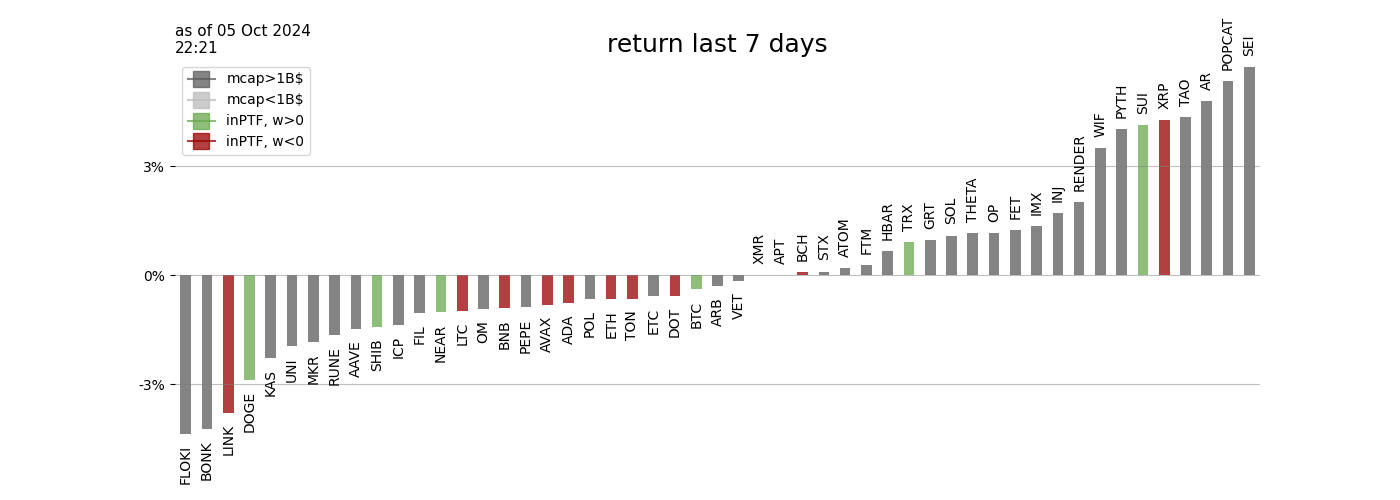 as of 05 Oct 2024
22:21
return last 7 days
mcap>1B$
mcap<1B$
inPTF, w>0
inPTF, w<0
3%
0%
-3%
FLOKI
BONK
LINK
DOGE
KAS
UNI
MKR
RUNE
AAVE
SHIB
ICP
FIL
NEAR
LTC
OM
BNB
PEPE
AVAX
ADA
POL
ETH
TON
ETC
DOT
BTC
ARB
VET
XMR
APT
BCH
STX
ATOM
FTM
HBAR
TRX
GRT
SOL
THETA
OP
FET
IMX
INJ
RENDER
WIF
PYTH
SUI
XRP
TAO
AR
POPCAT
SEI